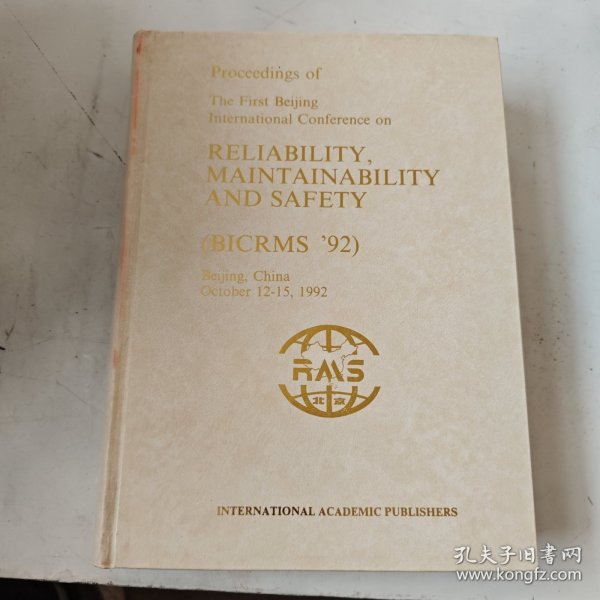 Proceedings of
The First Beijing
International Conference on
RELIABILITY,
MAINTAINABILITY
AND SAFETY
(BICRMS '92)
Beijing, China
October 12-15, 1992
RMS
北京
INTERNATIONAL ACADEMIC PUBLISHERS
孔夫子旧书网
www.kongfz.com